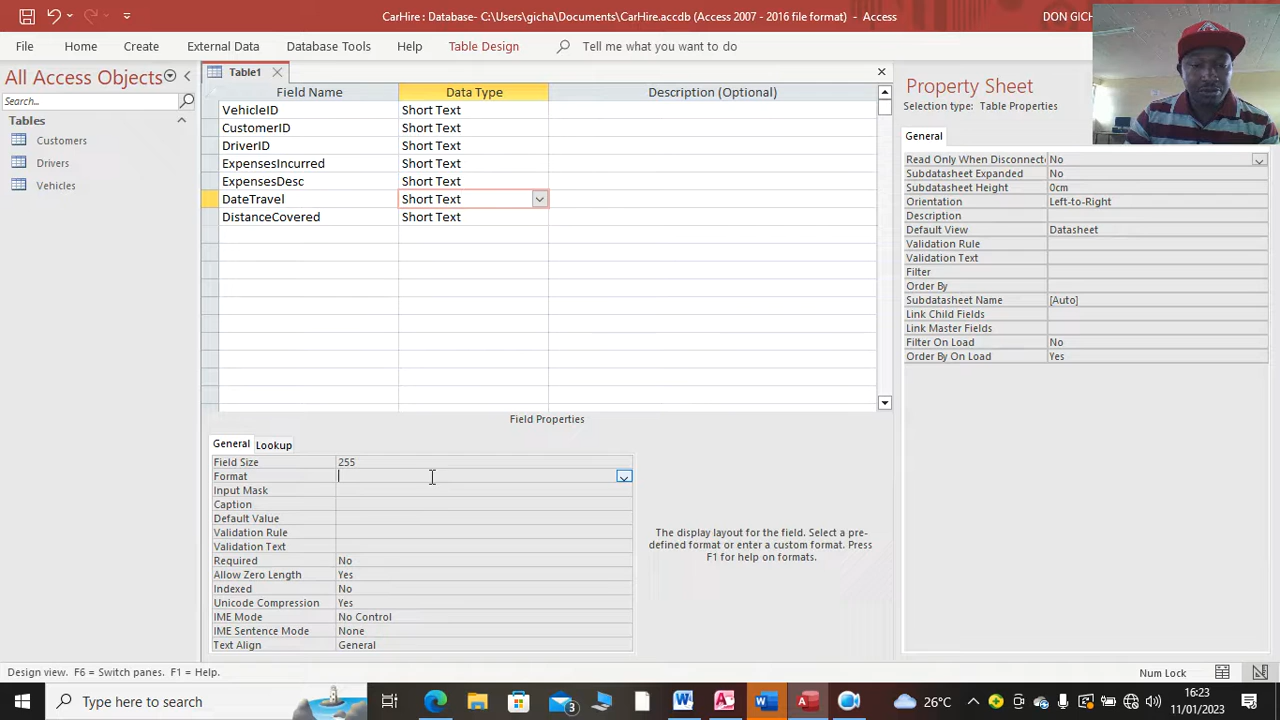 CarHire : Database- C:\Users\gicha\Documents\CarHire.accdb (Access 2007 - 2016 file format) - Access
DON GICH
File Home Create External Data Database Tools Help Table Design Tell me what you want to do
All Access Objects
Search...
Tables
Customers
Drivers
Vehicles
Table1
Field Name Data Type Description (Optional)
VehicleID Short Text
CustomerID Short Text
DriverID Short Text
ExpensesIncurred Short Text
ExpensesDesc Short Text
DateTravel Short Text
DistanceCovered Short Text
Field Properties
General Lookup
Field Size 255
Format
Input Mask
Caption
Default Value
Validation Rule
Validation Text
Required No
Allow Zero Length Yes
Indexed No
Unicode Compression Yes
IME Mode No Control
IME Sentence Mode None
Text Align General
The display layout for the field. Select a pre-
defined format or enter a custom format. Press
F1 for help on formats.
Property Sheet
Selection type: Table Properties
General
Read Only When Disconnect No
Subdatasheet Expanded No
Subdatasheet Height 0cm
Orientation Left-to-Right
Description
Default View Datasheet
Validation Rule
Validation Text
Filter
Order By
Subdatasheet Name [Auto]
Link Child Fields
Link Master Fields
Filter On Load No
Order By On Load Yes
Design view. F6 = Switch panes. F1 = Help.
Num Lock
Type here to search
3
26°C
16:23
11/01/2023